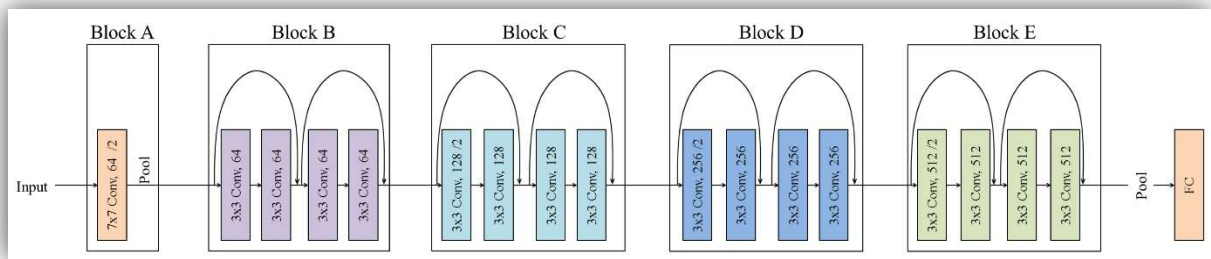 Block A
Block B
Block C
Block D
Block E
Input
7x7 Conv, 64 /2
Pool
3x3 Conv, 64
3x3 Conv, 64
3x3 Conv, 64
3x3 Conv, 64
3x3 Conv, 128 /2
3x3 Conv, 128
3x3 Conv, 128
3x3 Conv, 128
3x3 Conv, 256 /2
3x3 Conv, 256
3x3 Conv, 256
3x3 Conv, 256
3x3 Conv, 512 /2
3x3 Conv, 512
3x3 Conv, 512
3x3 Conv, 512
Pool
FC